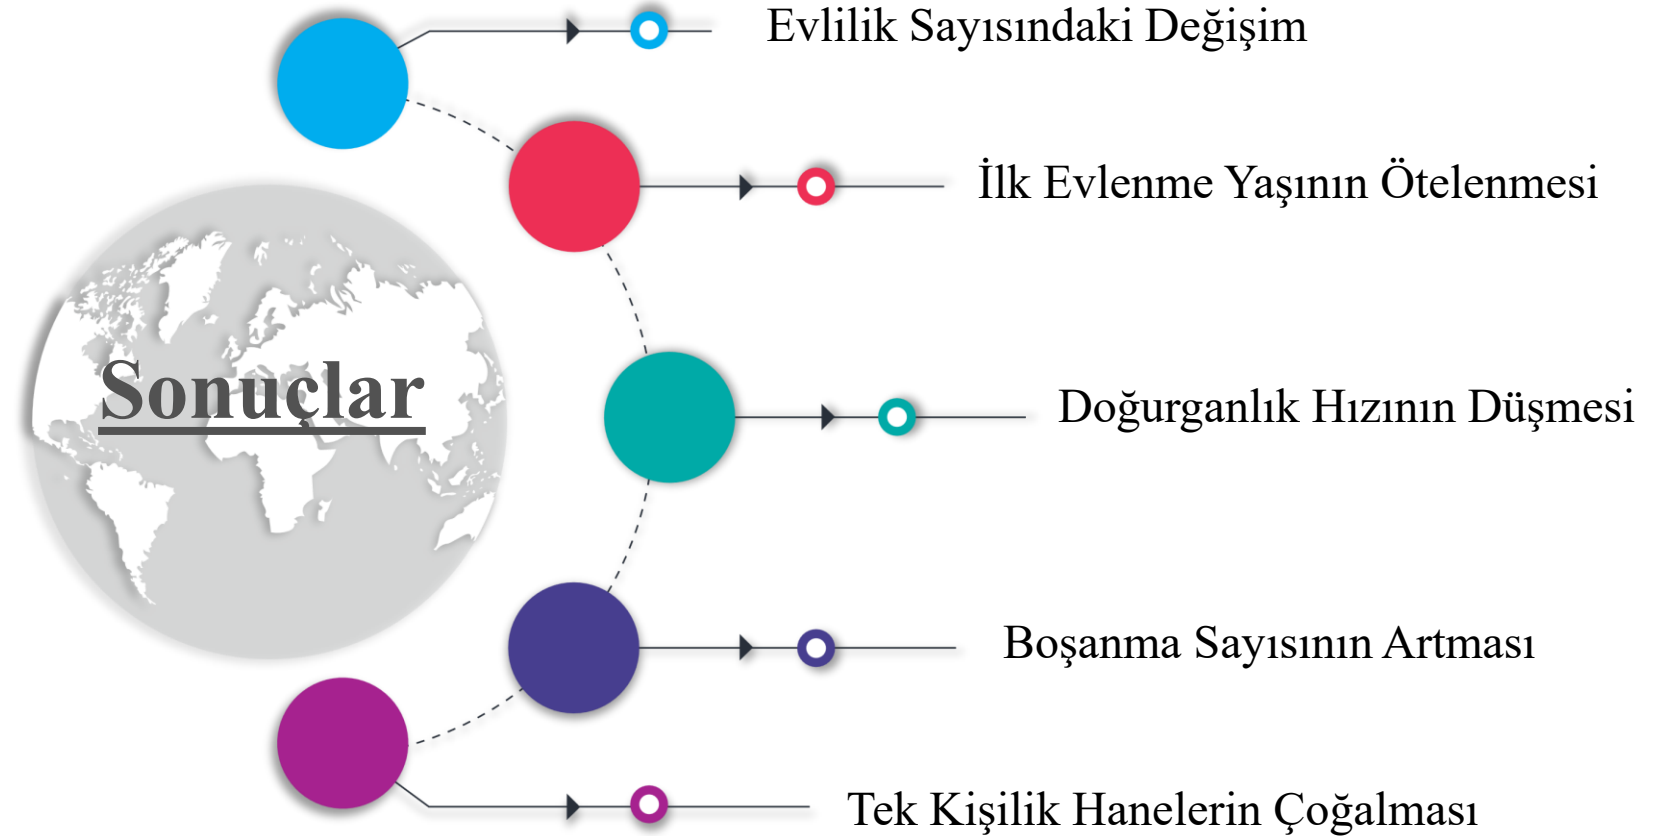 Evlilik Sayısındaki Değişim
İlk Evlenme Yaşının Ötelenmesi
Sonuçlar
Doğurganlık Hızının Düşmesi
Boşanma Sayısının Artması
Tek Kişilik Hanelerin Çoğalması